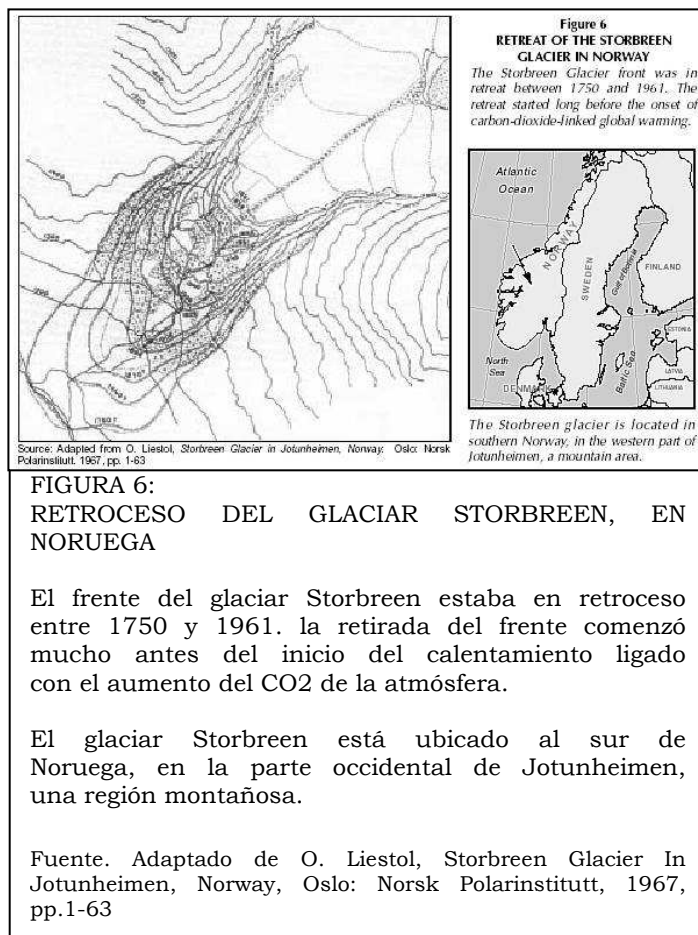 Figure 6
RETREAT OF THE STORBREEN
GLACIER IN NORWAY
The Storbreen Glacier front was in
retreat between 1750 and 1961. The
retreat started long before the onset of
carbon-dioxide-linked global warming.
Atlantic
Ocean
NORWAY
SWEDEN
Gulf of Bothnia
FINLAND
ESTONIA
North
Sea
Baltic Sea
LATVIA
DENMARK
LITHUANIA
The Storbreen glacier is located in
southern Norway, in the western part of
Jotunheimen, a mountain area.
Source: Adapted from O. Liestol, Storbreen Glacier in Jotunheimen, Norway. Oslo: Norsk
Polarinstilutt. 1967, pp. 1-63
FIGURA 6:
RETROCESO DEL GLACIAR STORBREEN, EN
NORUEGA
El frente del glaciar Storbreen estaba en retroceso
entre 1750 y 1961. la retirada del frente comenzó
mucho antes del inicio del calentamiento ligado
con el aumento del CO2 de la atmósfera.
El glaciar Storbreen está ubicado al sur de
Noruega, en la parte occidental de Jotunheimen,
una región montañosa.
Fuente. Adaptado de O. Liestol, Storbreen Glacier In
Jotunheimen, Norway, Oslo: Norsk Polarinstitutt, 1967,
pp.1-63